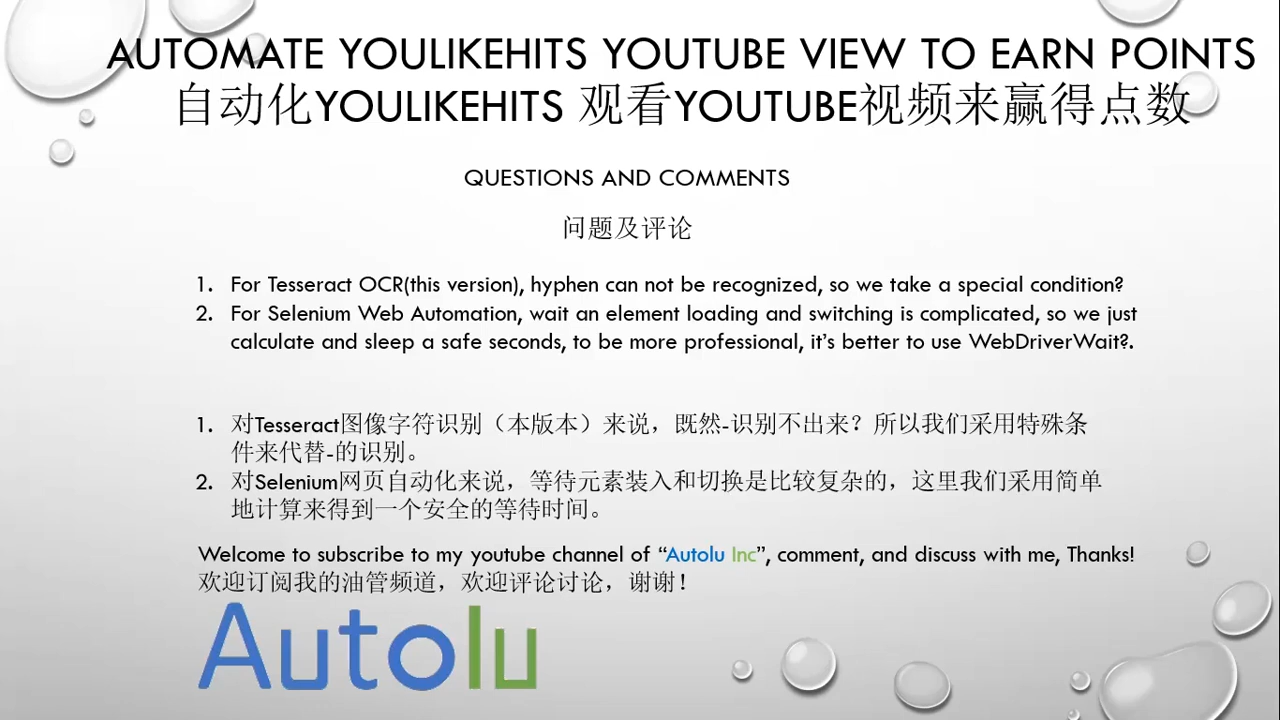 AUTOMATE YOULIKEHITS YOUTUBE VIEW TO EARN POINTS
自动化YOULIKEHITS 观看YOUTUBE视频来赢得点数
QUESTIONS AND COMMENTS
问题及评论
1. For Tesseract OCR(this version), hyphen can not be recognized, so we take a special condition?
2. For Selenium Web Automation, wait an element loading and switching is complicated, so we just
calculate and sleep a safe seconds, to be more professional, it's better to use WebDriverWait?.
1. 对Tesseract图像字符识别（本版本）来说，既然-识别不出来？所以我们采用特殊条
件来代替-的识别。
2. 对Selenium网页自动化来说，等待元素装入和切换是比较复杂的，这里我们采用简单
地计算来得到一个安全的等待时间。
Welcome to subscribe to my youtube channel of “Autolu Inc”, comment, and discuss with me, Thanks!
欢迎订阅我的油管频道，欢迎评论讨论，谢谢！
Autolu